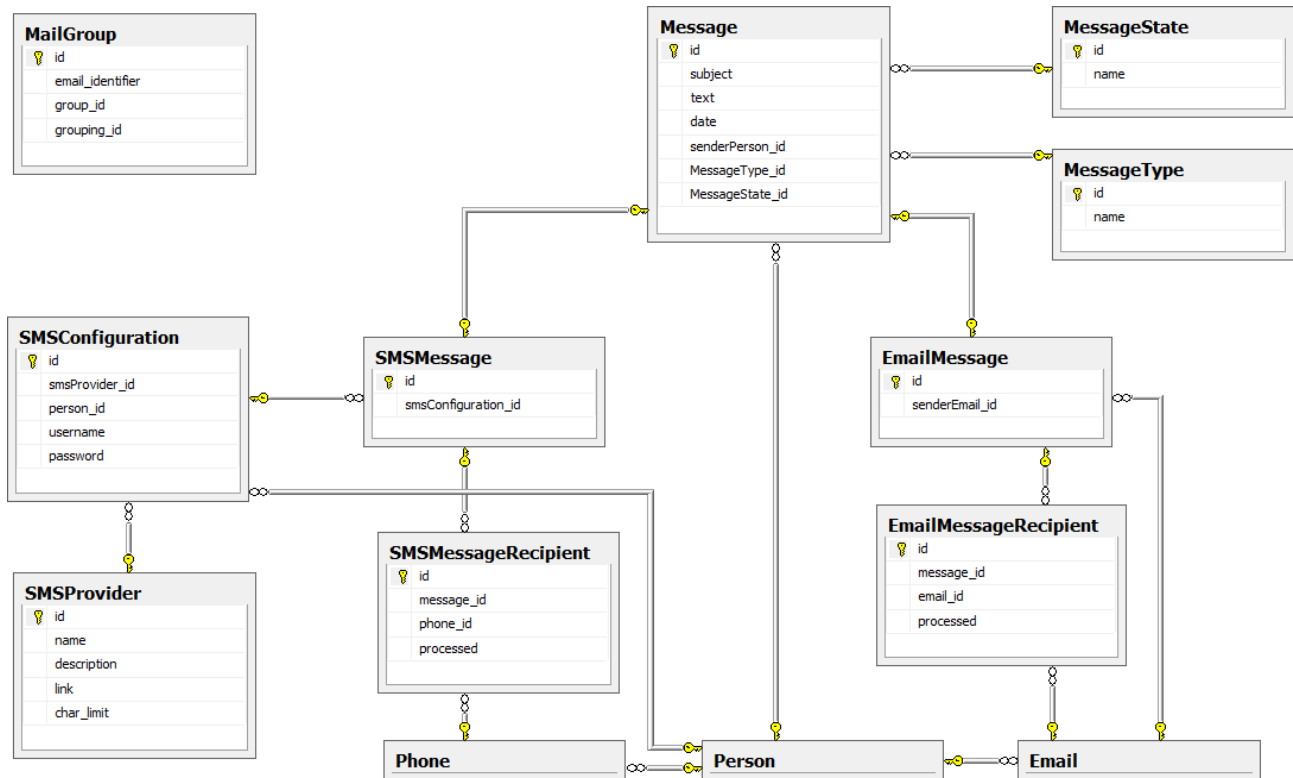 MailGroup
id
email_identifier
group_id
grouping_id
Message
id
subject
text
date
senderPerson_id
MessageType_id
MessageState_id
MessageState
id
name
MessageType
id
name
SMSConfiguration
id
smsProvider_id
person_id
username
password
SMSMessage
id
smsConfiguration_id
EmailMessage
id
senderEmail_id
SMSProvider
id
name
description
link
char_limit
SMSMessageRecipient
id
message_id
phone_id
processed
EmailMessageRecipient
id
message_id
email_id
processed
Phone
Person
Email